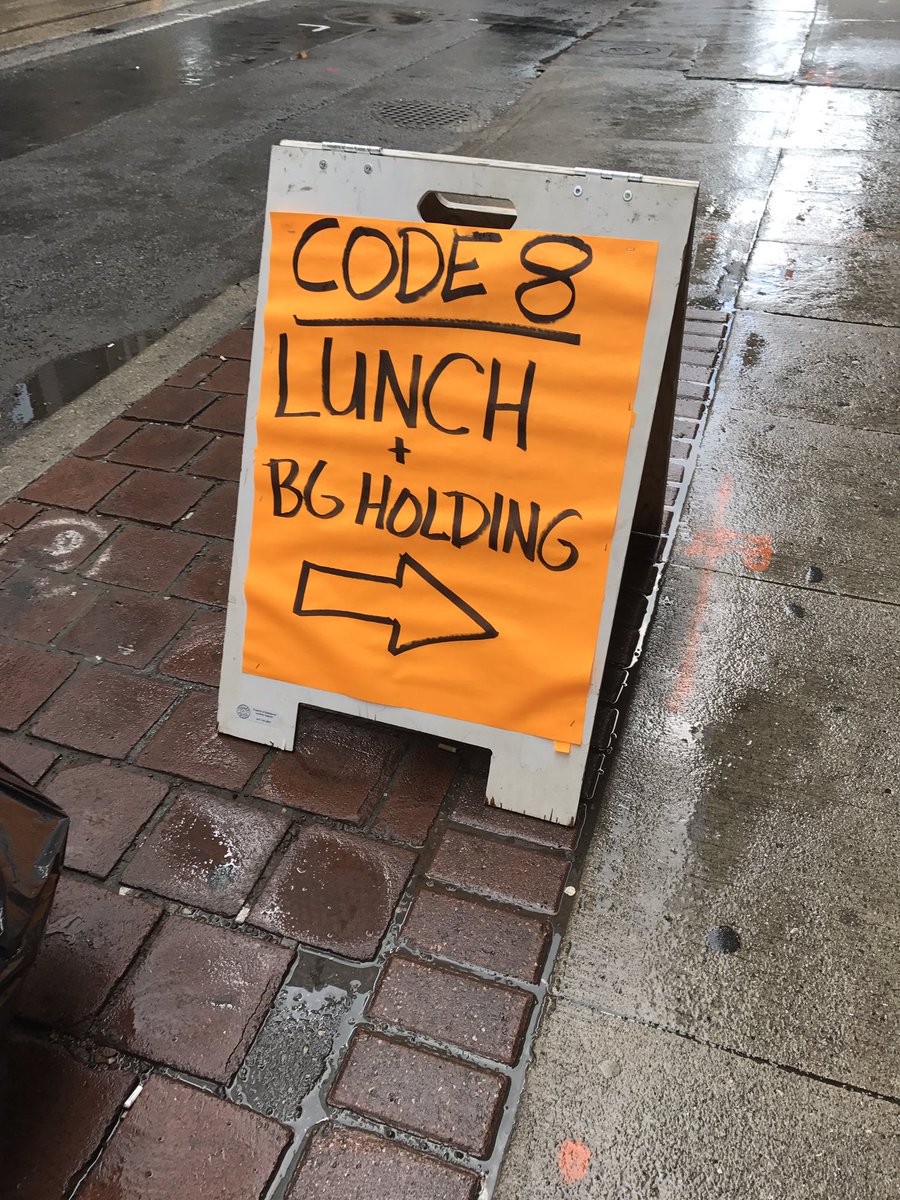 CODE 8
LUNCH
+
BG HOLDING